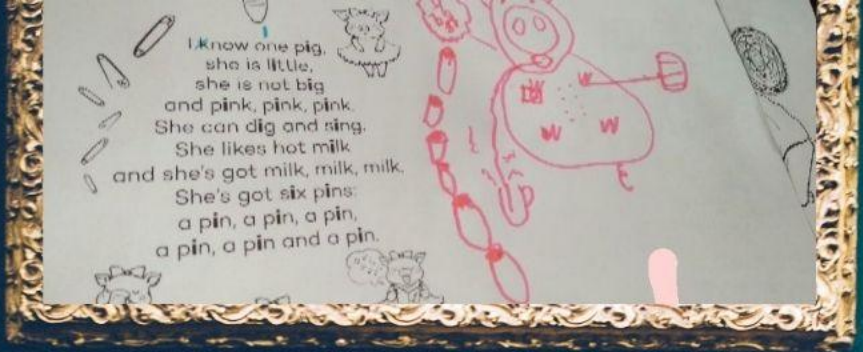 I know one pig,
she is little,
she is not big
and pink, pink, pink.
She can dig and sing.
She likes hot milk
and she's got milk, milk, milk.
She's got six pins:
a pin, a pin, a pin,
a pin, a pin and a pin.